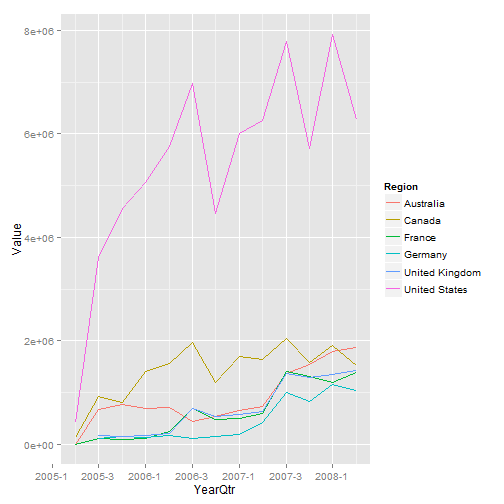 8e+06
6e+06
4e+06
2e+06
0e+00
Value
2005-1
2005-3
2006-1
2006-3
2007-1
2007-3
2008-1
YearQtr
Region
Australia
Canada
France
Germany
United Kingdom
United States